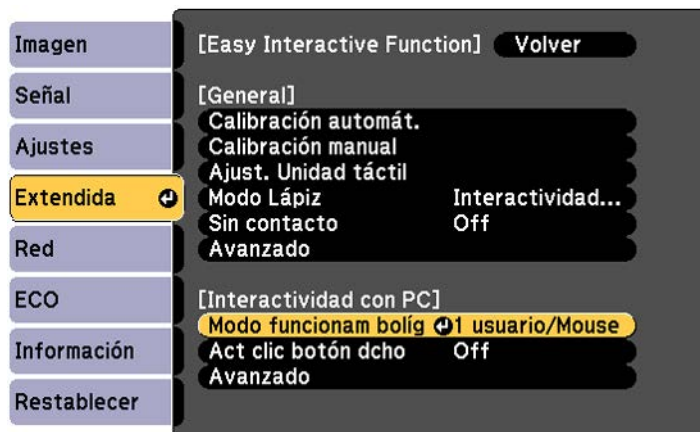 Imagen
Señal
Ajustes
Extendida
Red
ECO
Información
Restablecer
[Easy Interactive Function] Volver
[General]
Calibración automát.
Calibración manual
Ajust. Unidad táctil
Modo Lápiz Interactividad...
Sin contacto Off
Avanzado
[Interactividad con PC]
Modo funcionam bolíg 1 usuario/Mouse
Act clic botón dcho Off
Avanzado